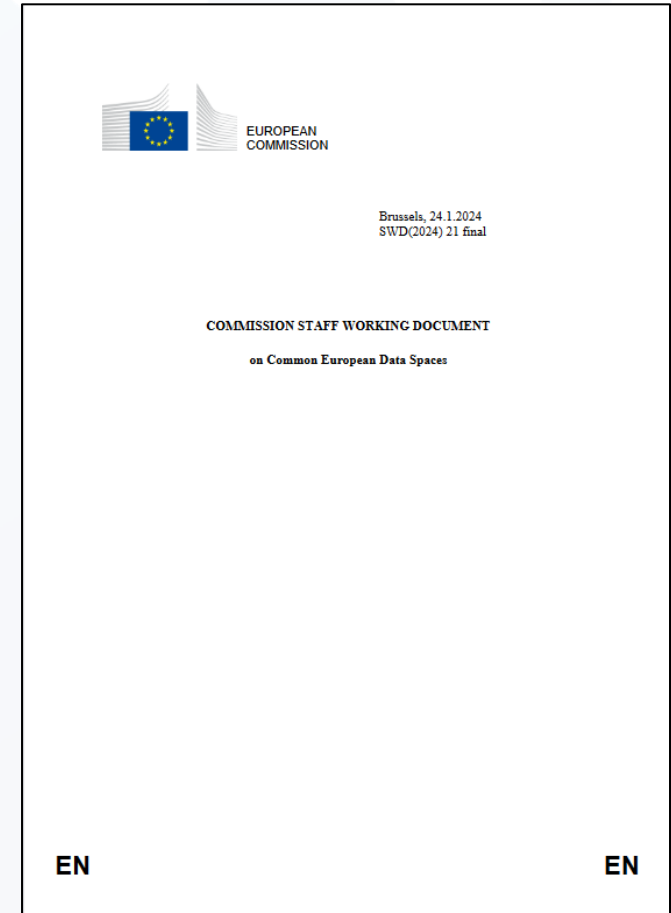 EUROPEAN
COMMISSION
Brussels, 24.1.2024
SWD(2024) 21 final
COMMISSION STAFF WORKING DOCUMENT
on Common European Data Spaces
EN
EN